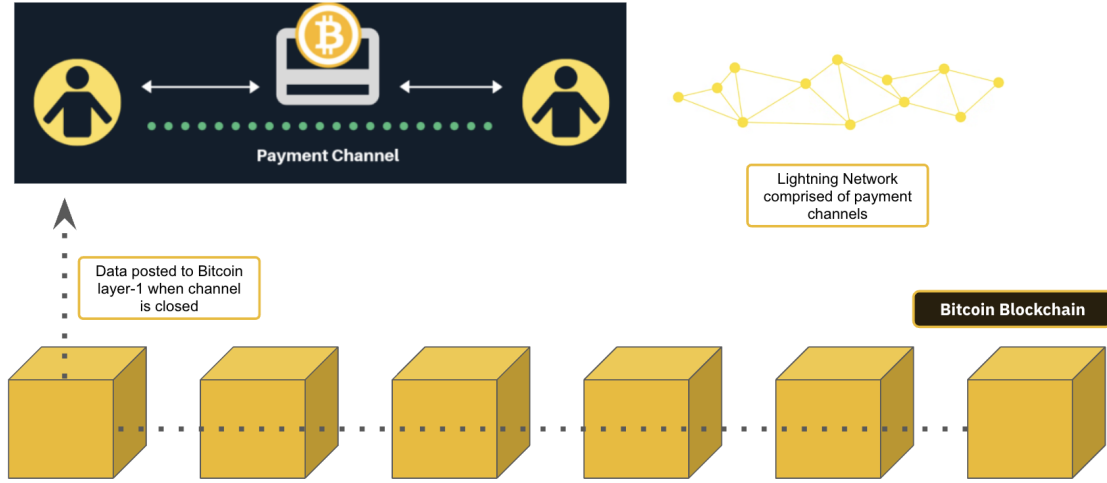 Payment Channel
Lightning Network
comprised of payment
channels
Data posted to Bitcoin
layer-1 when channel
is closed
Bitcoin Blockchain